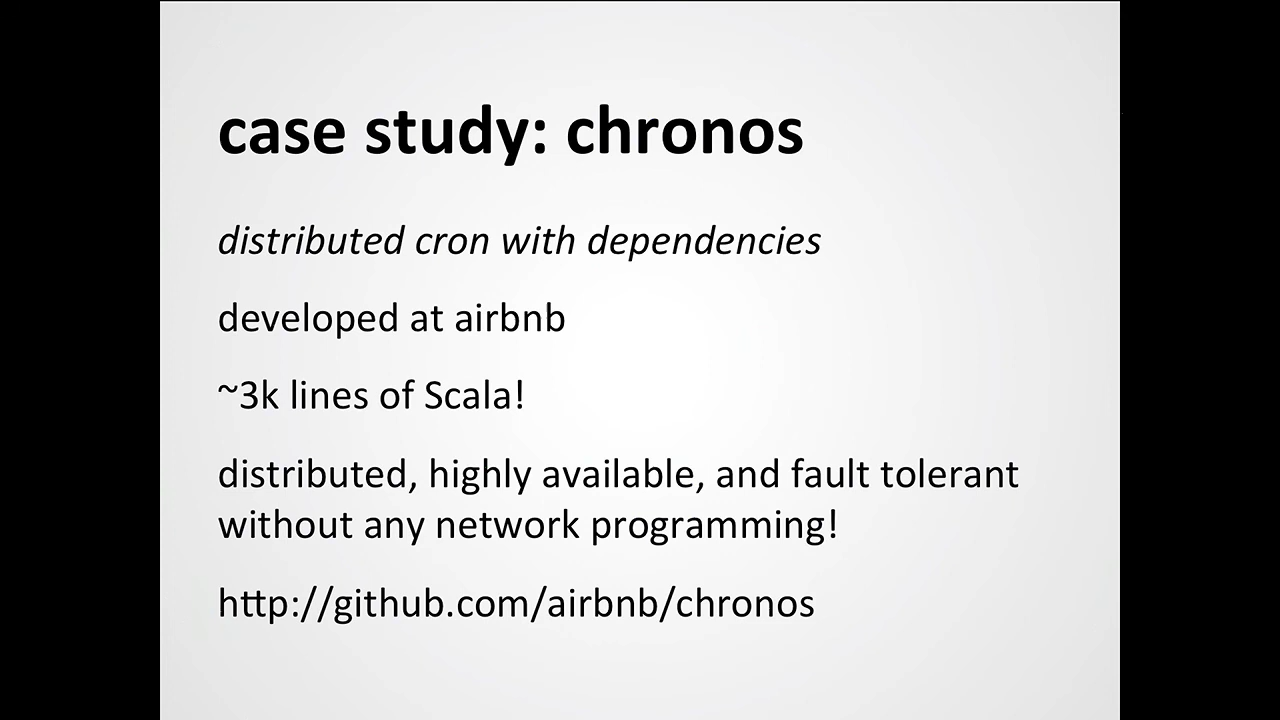 case study: chronos
distributed cron with dependencies
developed at airbnb
~3k lines of Scala!
distributed, highly available, and fault tolerant
without any network programming!
http://github.com/airbnb/chronos